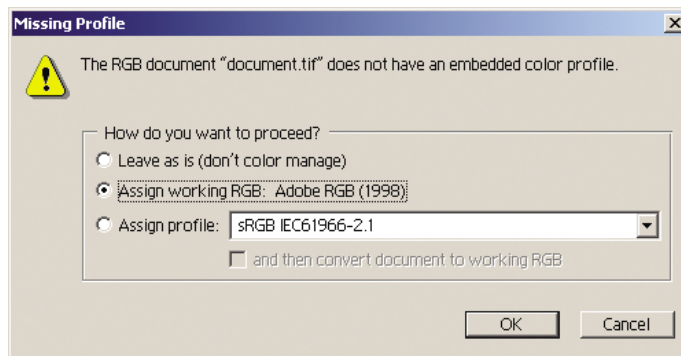 Missing Profile
The RGB document “document.tif” does not have an embedded color profile.
How do you want to proceed?
Leave as is (don't color manage)
Assign working RGB: Adobe RGB (1998)
Assign profile: sRGB IEC61966-2.1
and then convert document to working RGB
OK Cancel